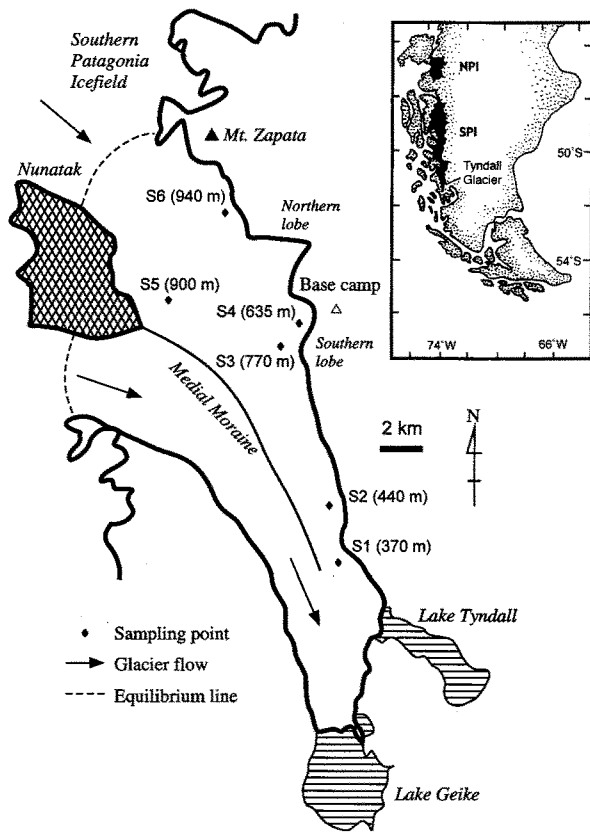 Southern
Patagonia
Icefield
Mt. Zapata
Nunatak
S6 (940 m)
Northern
lobe
S5 (900 m)
Base camp
S4 (635 m)
S3 (770 m)
Southern
lobe
Medial Moraine
2 km
N
S2 (440 m)
S1 (370 m)
Lake Tyndall
Sampling point
Glacier flow
Equilibrium line
Lake Geike
NPI
SPI
50°S
Tyndall
Glacier
54°S
74°W
66°W